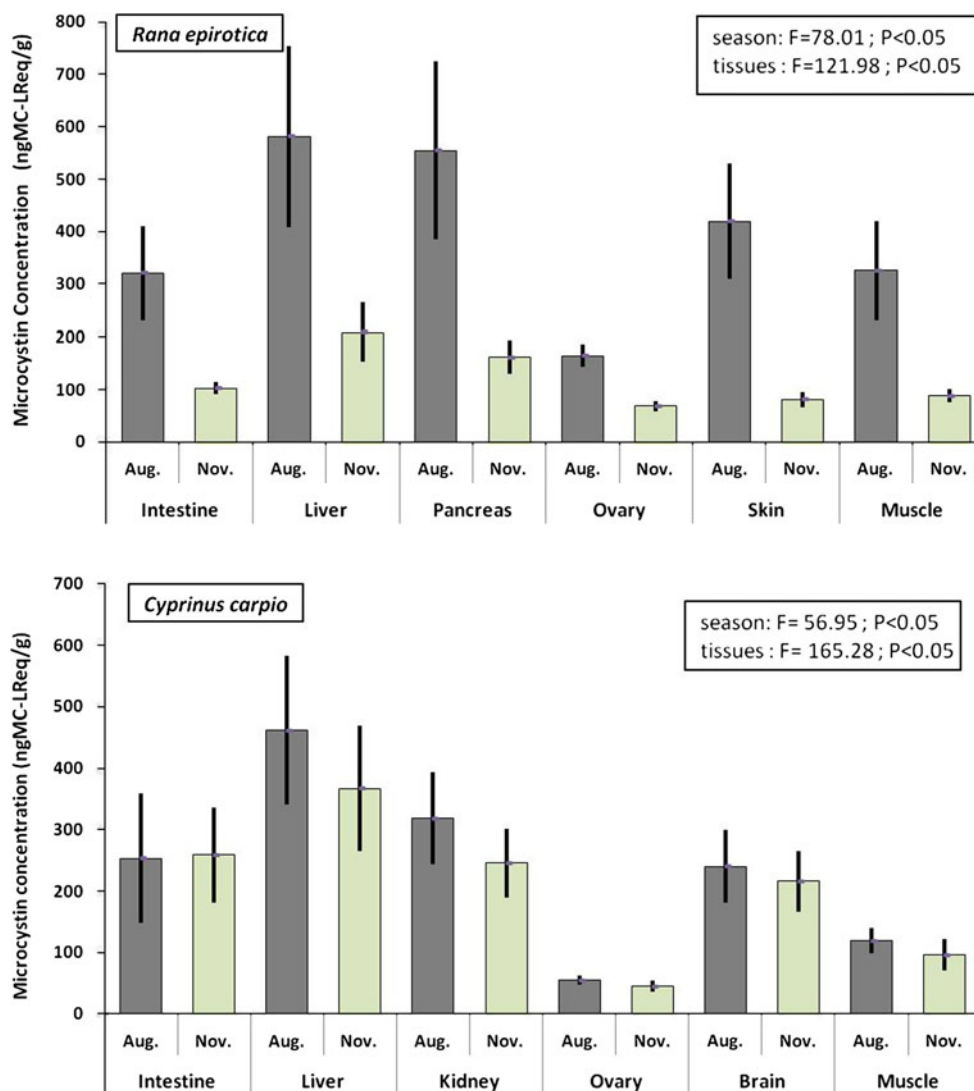 Rana epirotica
season: F=78.01 ; P<0.05
tissues : F=121.98 ; P<0.05
Microcystin Concentration (ngMC-LReq/g)
800
700
600
500
400
300
200
100
0
Aug. Nov. Aug. Nov. Aug. Nov. Aug. Nov. Aug. Nov. Aug. Nov.
Intestine Liver Pancreas Ovary Skin Muscle
Cyprinus carpio
season: F= 56.95 ; P<0.05
tissues : F= 165.28 ; P<0.05
Microcystin concentration (ngMC-LReq/g)
700
600
500
400
300
200
100
0
Aug. Nov. Aug. Nov. Aug. Nov. Aug. Nov. Aug. Nov. Aug. Nov.
Intestine Liver Kidney Ovary Brain Muscle